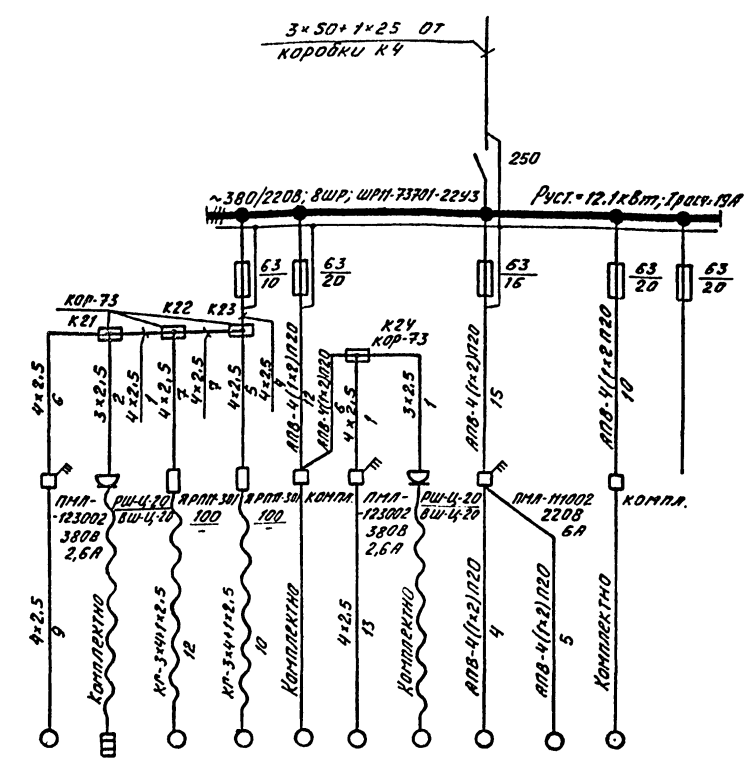 3×50+1×25 ОТ
КОРОБКИ К4
250
~380/220В; 8ШР; ШР11-73701-22У3
Руст.=12.1кВт; Iрасч.=19А
63/10
63/20
63/16
63/20
63/20
КОР-73
К21
К22
К23
К24
КОР-73
4×2.5
6
3×2.5
2
4×2.5
1
4×2.5
7
4×2.5
7
4×2.5
5
4×2.5
АПВ-4(1×2)П20
12
АПВ-4(1×2)П20
6
4×2.5
1
3×2.5
1
АПВ-4(1×2)П20
15
АПВ-4(1×2)П20
10
ПМЛ-
-123002
380В
2,6А
РШ-Ц-20
ВШ-Ц-20
ЯРПП-301
100
ЯРПП-301
100
КОМПЛ.
ПМЛ-
-123002
380В
2,6А
РШ-Ц-20
ВШ-Ц-20
ПМЛ-111002
220В
6А
КОМПЛ.
4×2.5
9
КОМПЛЕКТНО
КР-3×4+1×2.5
12
КР-3×4+1×2.5
10
КОМПЛЕКТНО
4×2.5
13
КОМПЛЕКТНО
АПВ-4(1×2)П20
4
АПВ-4(1×2)П20
5
КОМПЛЕКТНО